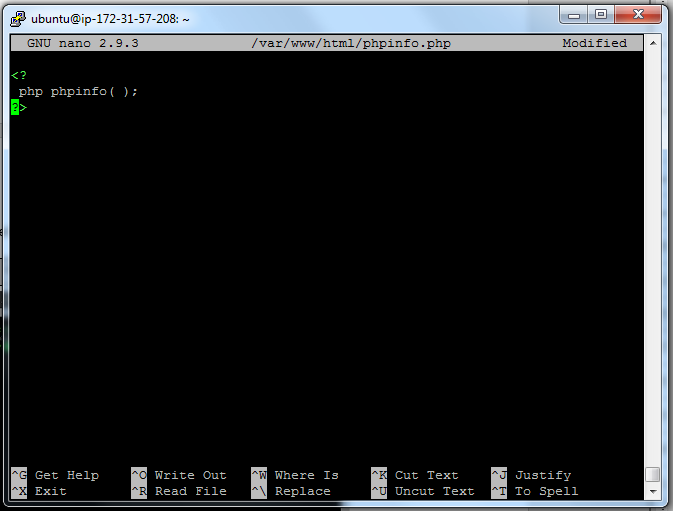 ubuntu@ip-172-31-57-208: ~
GNU nano 2.9.3 /var/www/html/phpinfo.php Modified
<?
php phpinfo( );
?>
^G Get Help ^O Write Out ^W Where Is ^K Cut Text ^J Justify
^X Exit ^R Read File ^\ Replace ^U Uncut Text ^T To Spell